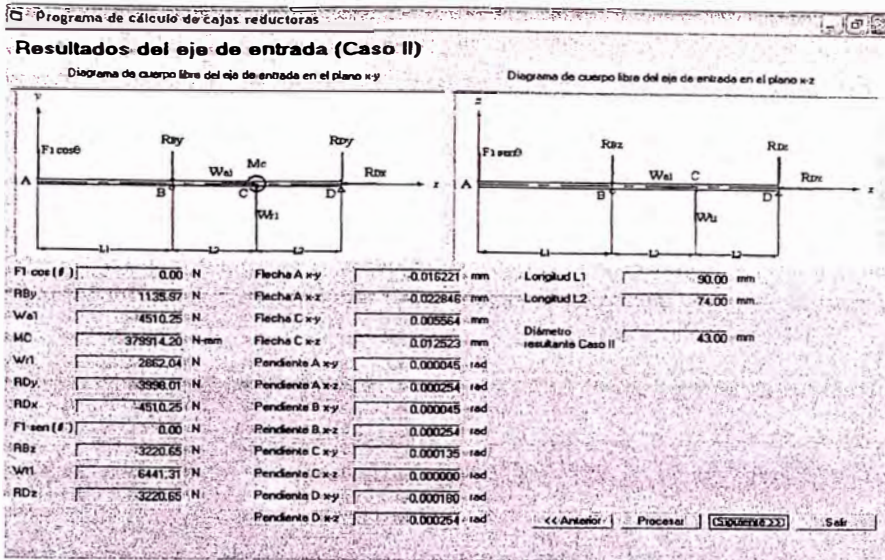 Programa de cálculo de cajas reductoras
Resultados del eje de entrada (Caso II)
Diagrama de cuerpo libre del eje de entrada en el plano x-y
Diagrama de cuerpo libre del eje de entrada en el plano x-z
y
F1 cosθ
RBy
Wa1
Mc
RDy
RDx
x
A
B
C
D
Wr1
L1
L2
L2
z
F1 senθ
RBz
Wa1
C
RDz
RDx
x
A
B
D
Wt1
L1
L2
L2
F1 cos (θ) 0.00 N
RBy 1135.97 N
Wa1 4510.25 N
MC 379914.20 N-mm
Wr1 2862.04 N
RDy 3998.01 N
RDx 4510.25 N
F1 sen (θ) 0.00 N
RBz -3220.65 N
Wt1 6441.31 N
RDz -3220.65 N
Flecha A x-y -0.016221 mm
Flecha A x-z -0.022846 mm
Flecha C x-y 0.005564 mm
Flecha C x-z 0.012523 mm
Pendiente A x-y 0.000045 rad
Pendiente A x-z 0.000254 rad
Pendiente B x-y 0.000045 rad
Pendiente B x-z 0.000254 rad
Pendiente C x-y 0.000135 rad
Pendiente C x-z 0.000000 rad
Pendiente D x-y -0.000180 rad
Pendiente D x-z -0.000254 rad
Longitud L1 90.00 mm
Longitud L2 74.00 mm
Diámetro
resultante Caso II 43.00 mm
<< Anterior Procesar Siguiente >> Salir